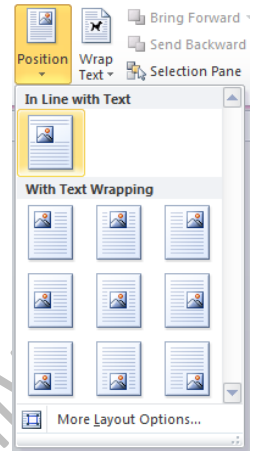 Bring Forward
Send Backward
Position Wrap Text
Selection Pane
In Line with Text
With Text Wrapping
More Layout Options...